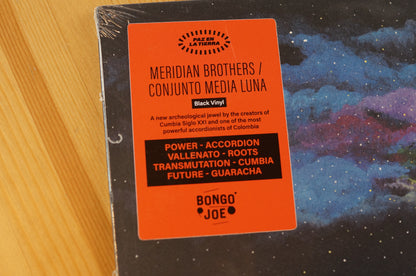 PAZ EN
LA TIERRA
MERIDIAN BROTHERS /
CONJUNTO MEDIA LUNA
Black Vinyl
A new archeological jewel by the creators of
Cumbia Siglo XXI and one of the most
powerful accordionists of Colombia
POWER - ACCORDION
VALLENATO - ROOTS
TRANSMUTATION - CUMBIA
FUTURE - GUARACHA
BONGO
JOE